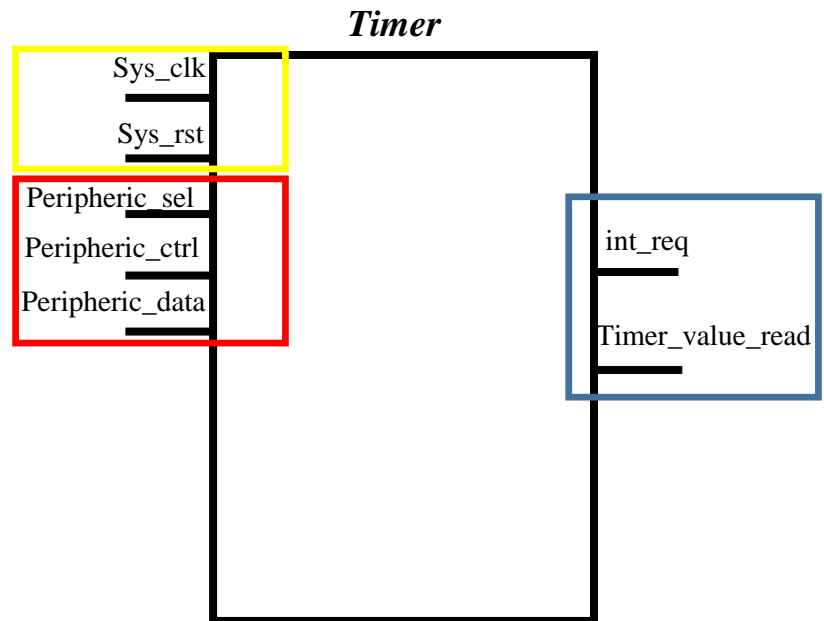 Timer
Sys_clk
Sys_rst
Peripheric_sel
Peripheric_ctrl
Peripheric_data
int_req
Timer_value_read